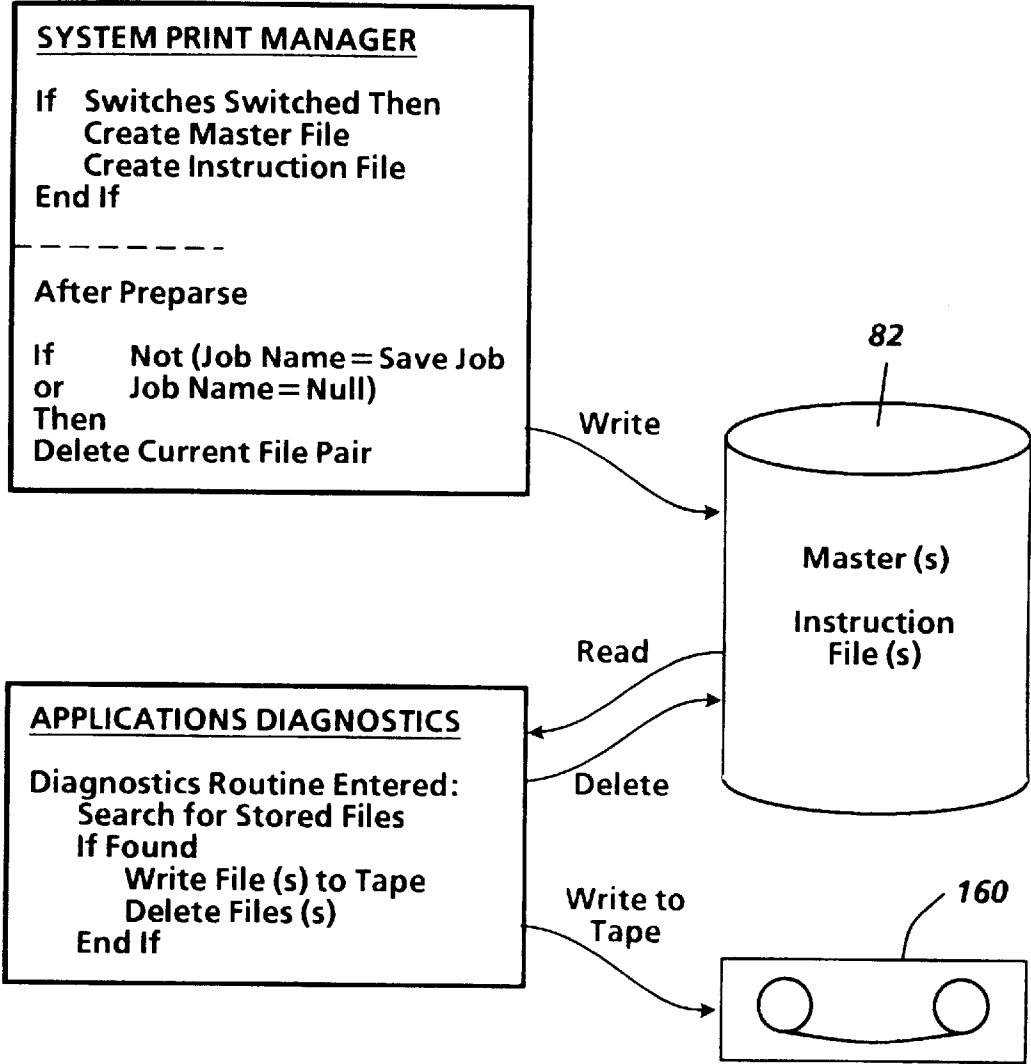 SYSTEM PRINT MANAGER
If Switches Switched Then
Create Master File
Create Instruction File
End If
After Preparse
If Not (Job Name = Save Job
or Job Name = Null)
Then
Delete Current File Pair
Write
82
Master (s)
Instruction
File (s)
Read
Delete
APPLICATIONS DIAGNOSTICS
Diagnostics Routine Entered:
Search for Stored Files
If Found
Write File (s) to Tape
Delete Files (s)
End If
Write to
Tape
160